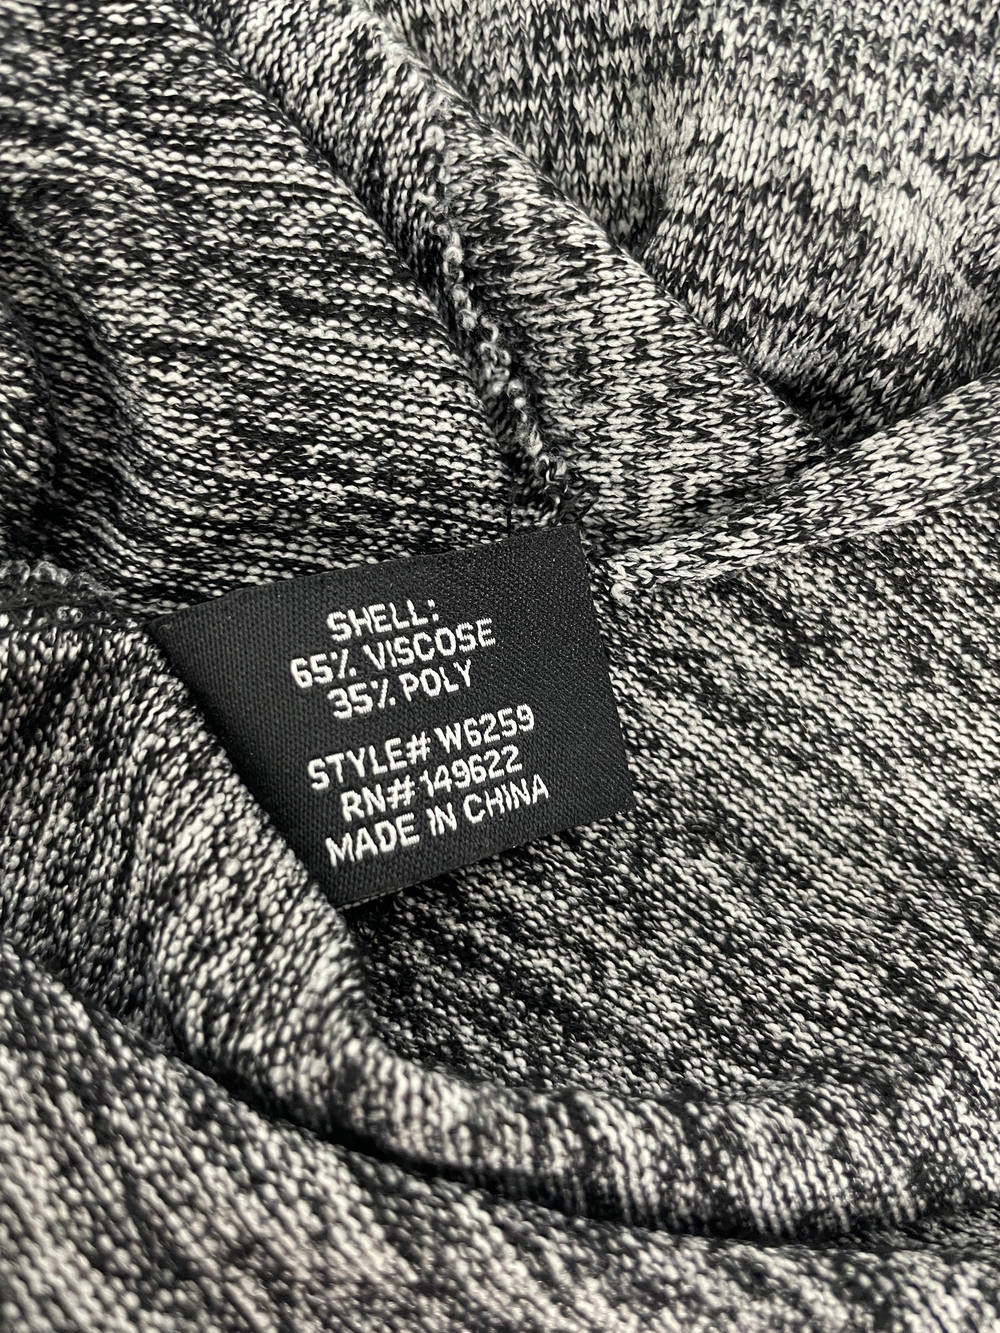 SHELL:
65% VISCOSE
35% POLY
STYLE# W6259
RN# 149622
MADE IN CHINA